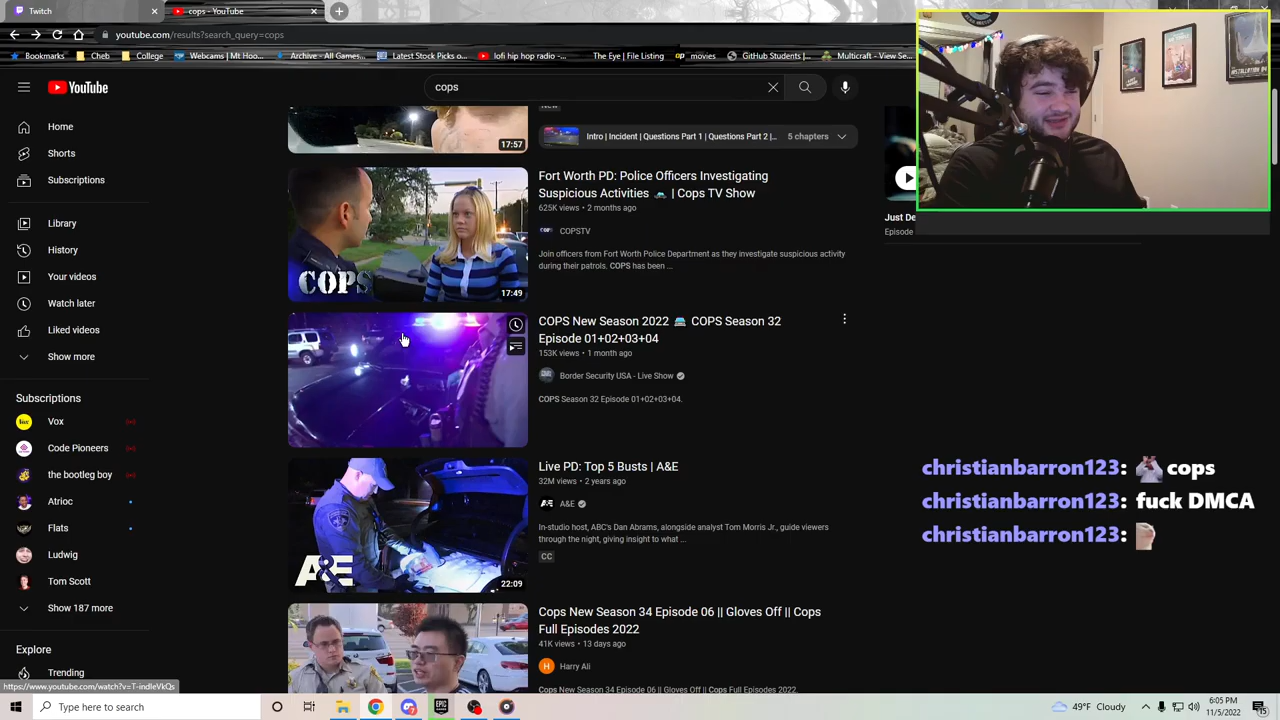 Twitch
cops - YouTube
youtube.com/results?search_query=cops
Bookmarks
Cheb
College
Webcams | Mt Hoo...
Archive - All Games...
Latest Stock Picks o...
lofi hip hop radio -...
The Eye | File Listing
op movies
GitHub Spaces | A...
Multicraft - View Se...
YouTube
cops
INSTALLATION 04
Home
Shorts
Subscriptions
Library
History
Your videos
Watch later
Liked videos
Show more
Subscriptions
Vox
Code Pioneers
the bootleg boy
Atrioc
Flats
Ludwig
Tom Scott
Show 187 more
Explore
Trending
https://www.youtube.com/watch?v=T-indIeVkQs
17:57
New
Intro | Incident | Questions Part 1 | Questions Part 2 |...
5 chapters
COPS
17:49
Fort Worth PD: Police Officers Investigating
Suspicious Activities 🚓 | Cops TV Show
625K views • 2 months ago
COPSTV
Join officers from Fort Worth Police Department as they investigate suspicious activity
during their patrols. COPS has been ...
COPS New Season 2022 🚔 COPS Season 32
Episode 01+02+03+04
153K views • 1 month ago
Border Security USA - Live Show
COPS Season 32 Episode 01+02+03+04.
A&E
22:09
Live PD: Top 5 Busts | A&E
32M views • 2 years ago
A&E
In-studio host, ABC's Dan Abrams, alongside analyst Tom Morris Jr., guide viewers
through the night, giving insight to what ...
CC
Cops New Season 34 Episode 06 || Gloves Off || Cops
Full Episodes 2022
41K views • 13 days ago
Harry Ali
Cops New Season 34 Episode 06 || Gloves Off || Cops Full Episodes 2022.
Just De
Episode
christianbarron123: cops
christianbarron123: fuck DMCA
christianbarron123:
Type here to search
49°F Cloudy
6:05 PM
11/5/2022
15